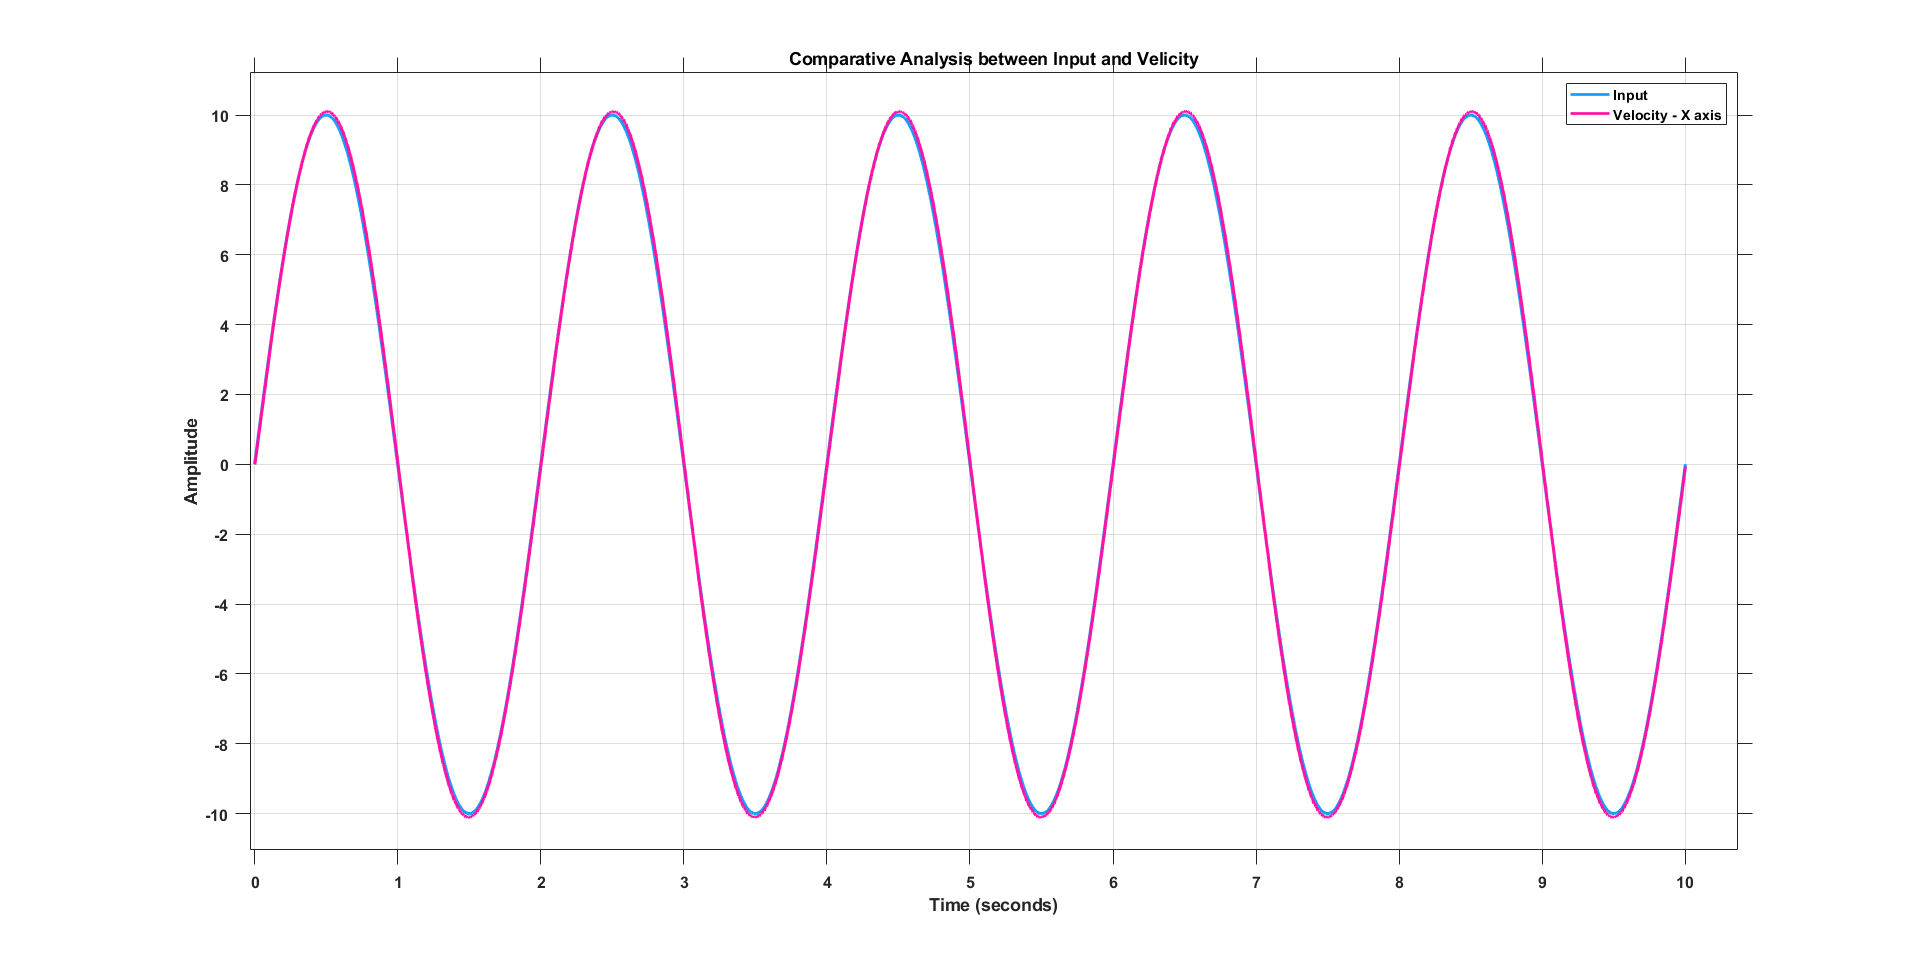 Comparative Analysis between Input and Velicity
Input
Velocity - X axis
10
8
6
4
2
0
-2
-4
-6
-8
-10
Amplitude
0 1 2 3 4 5 6 7 8 9 10
Time (seconds)